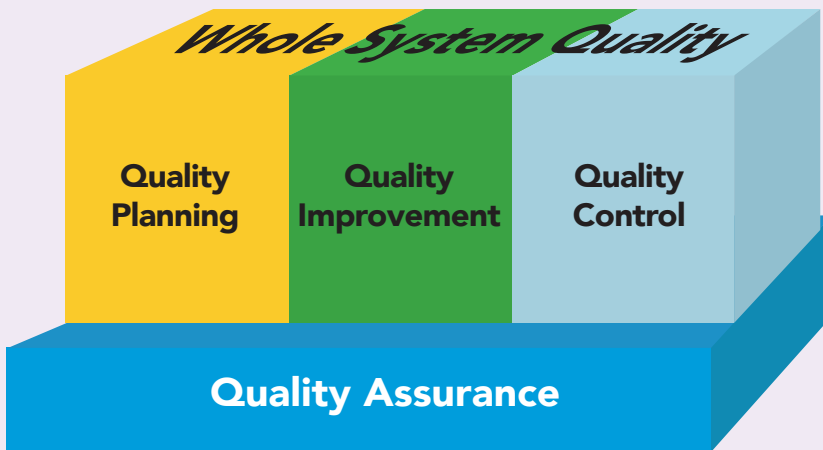 Whole System Quality
Quality
Planning
Quality
Improvement
Quality
Control
Quality Assurance